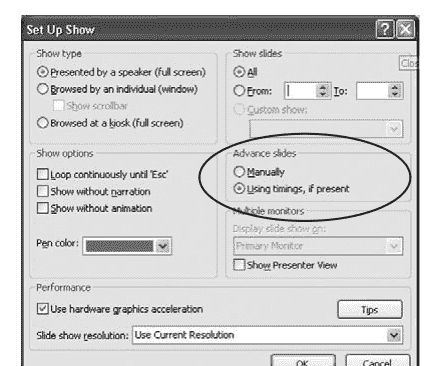 Set Up Show
Show type
Presented by a speaker (full screen)
Browsed by an individual (window)
Show scrollbar
Browsed at a kiosk (full screen)
Show slides
All
Clos
From: To:
Custom show:
Show options
Loop continuously until 'Esc'
Show without narration
Show without animation
Pen color:
Advance slides
Manually
Using timings, if present
Multiple monitors
Display slide show on:
Primary Monitor
Show Presenter View
Performance
Use hardware graphics acceleration
Tips
Slide show resolution: Use Current Resolution
OK Cancel